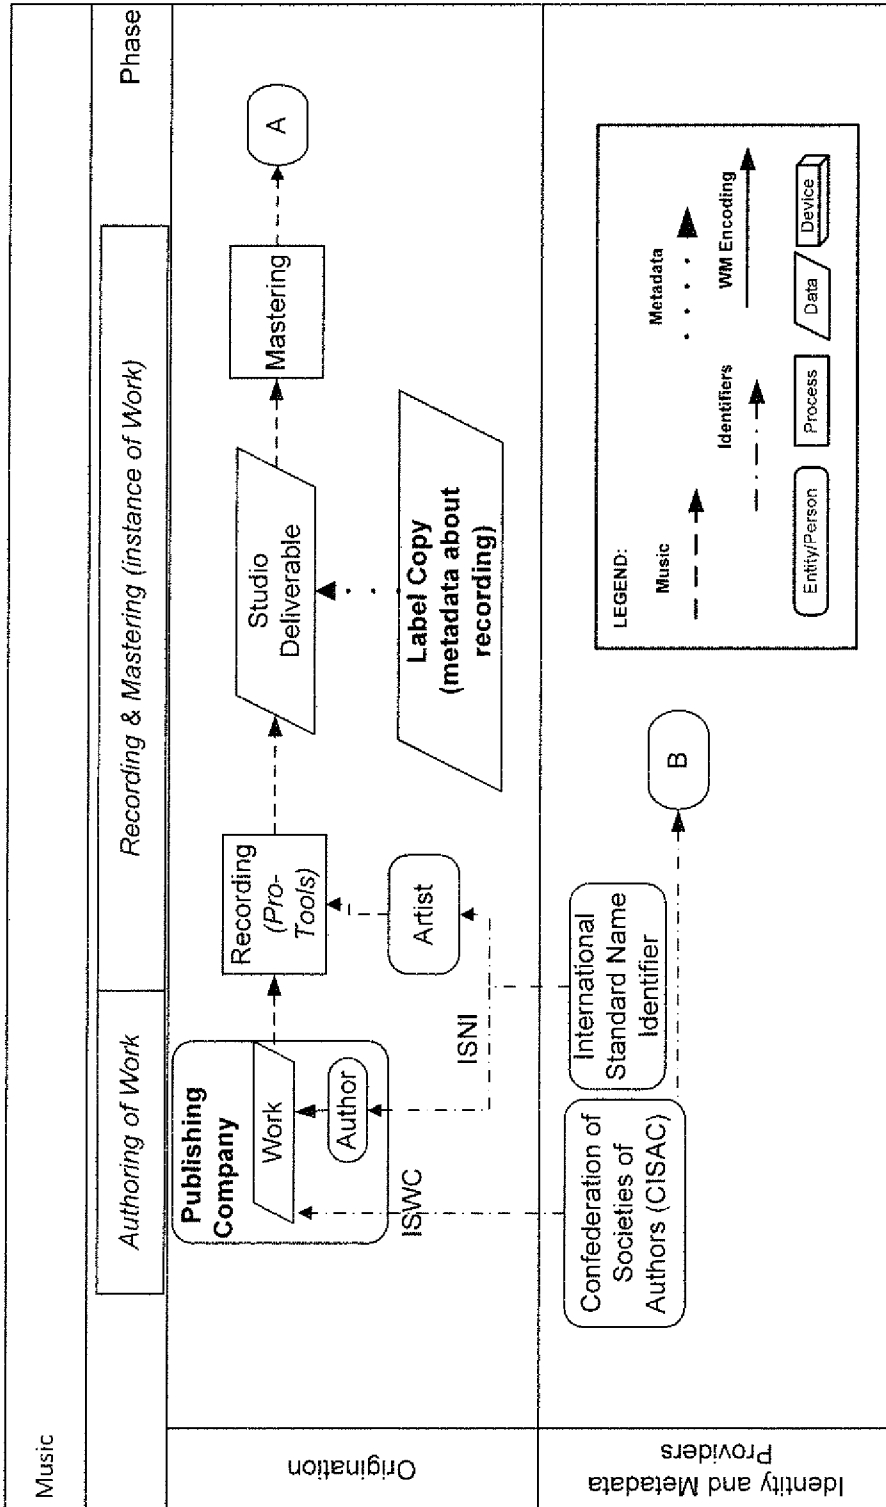 Music
Phase
Authoring of Work
Recording & Mastering (instance of Work)
Origination
Publishing
Company
Work
Author
Recording
(Pro-
Tools)
Artist
Studio
Deliverable
Label Copy
(metadata about
recording)
Mastering
A
ISWC
ISNI
Identity and Metadata
Providers
Confederation of
Societies of
Authors (CISAC)
International
Standard Name
Identifier
B
LEGEND:
Music
Metadata
Identifiers
WM Encoding
Entity/Person
Process
Data
Device